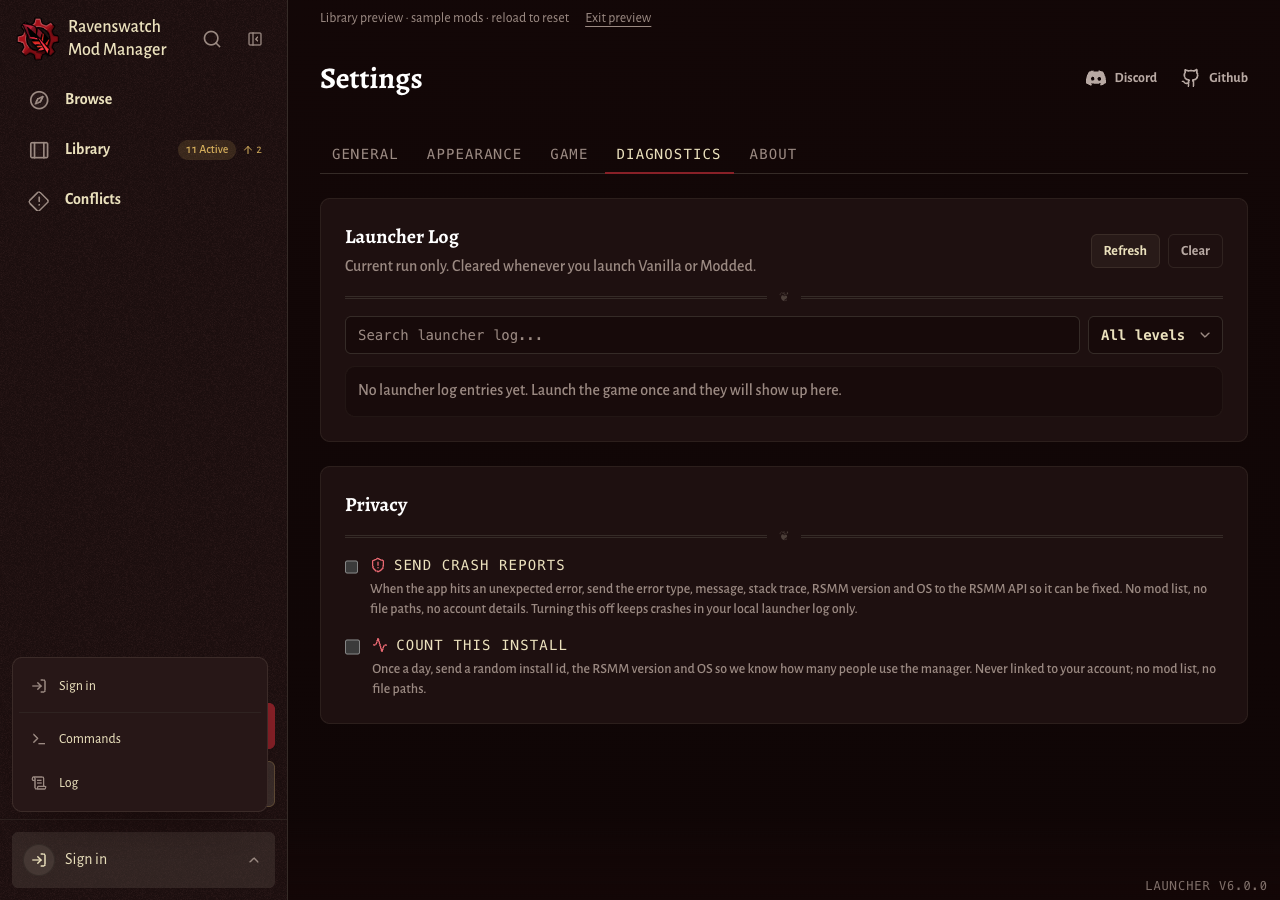 Ravenswatch
Mod Manager
Browse
Library
11 Active
2
Conflicts
Sign in
Commands
Log
Sign in
Library preview · sample mods · reload to reset
Exit preview
Settings
Discord
Github
GENERAL
APPEARANCE
GAME
DIAGNOSTICS
ABOUT
Launcher Log
Current run only. Cleared whenever you launch Vanilla or Modded.
Refresh
Clear
Search launcher log...
All levels
No launcher log entries yet. Launch the game once and they will show up here.
Privacy
SEND CRASH REPORTS
When the app hits an unexpected error, send the error type, message, stack trace, RSMM version and OS to the RSMM API so it can be fixed. No mod list, no
file paths, no account details. Turning this off keeps crashes in your local launcher log only.
COUNT THIS INSTALL
Once a day, send a random install id, the RSMM version and OS so we know how many people use the manager. Never linked to your account; no mod list, no
file paths.
LAUNCHER V6.0.0